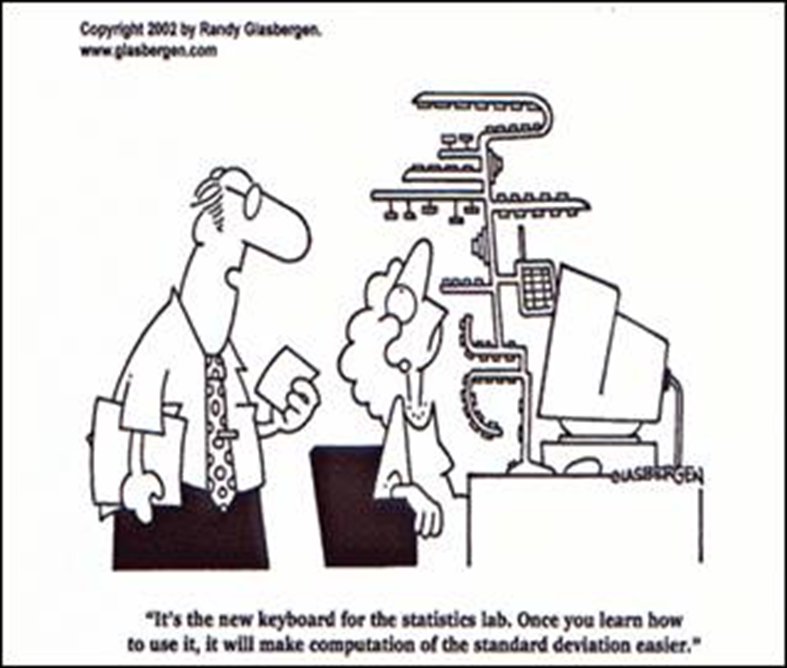 Copyright 2002 by Randy Glasbergen.
www.glasbergen.com
GLASBERGEN
"It's the new keyboard for the statistics lab. Once you learn how
to use it, it will make computation of the standard deviation easier."